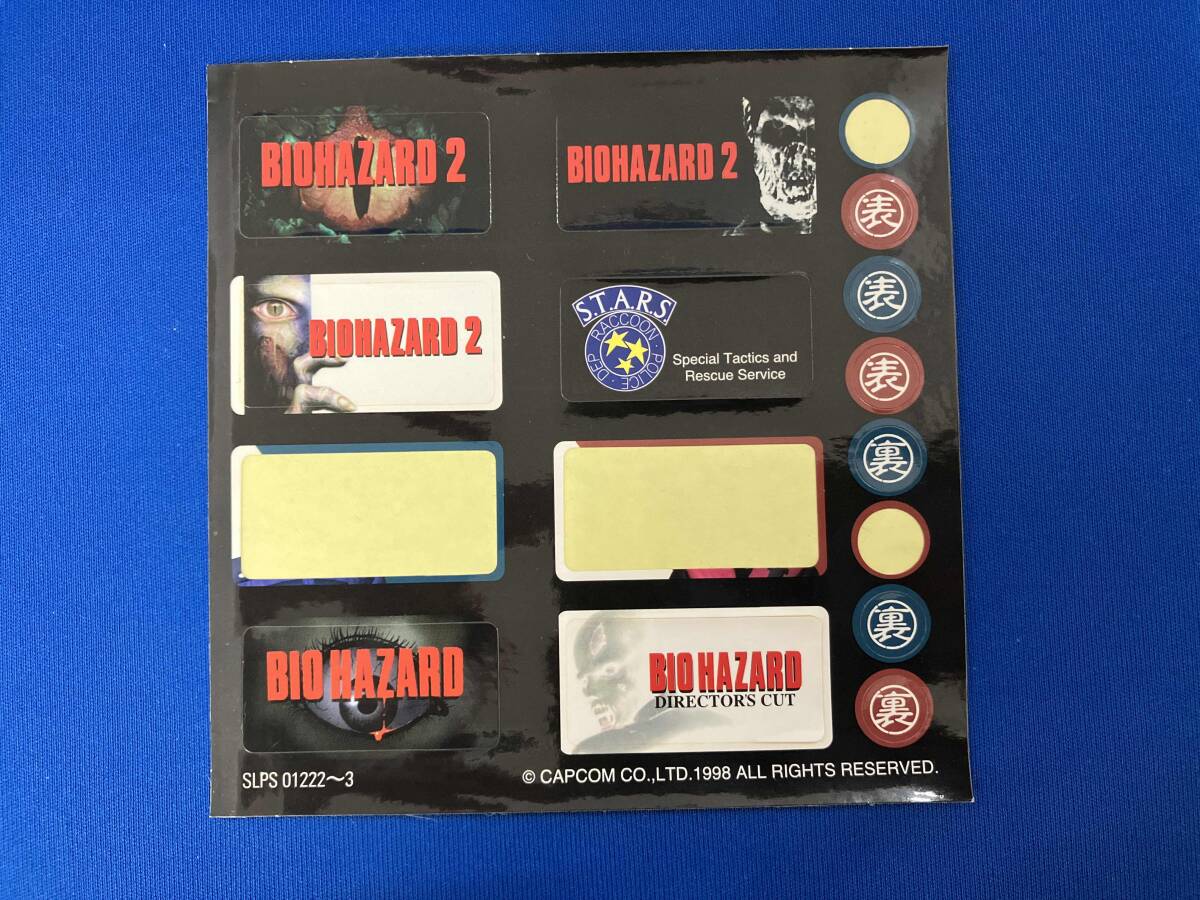 BIOHAZARD 2
BIOHAZARD 2
表
表
BIOHAZARD 2
S.T.A.R.S.
RACCOON · POLICE · DEP
Special Tactics and
Rescue Service
表
裏
裏
BIO HAZARD
BIO HAZARD
DIRECTOR'S CUT
裏
SLPS 01222〜3
© CAPCOM CO.,LTD.1998 ALL RIGHTS RESERVED.